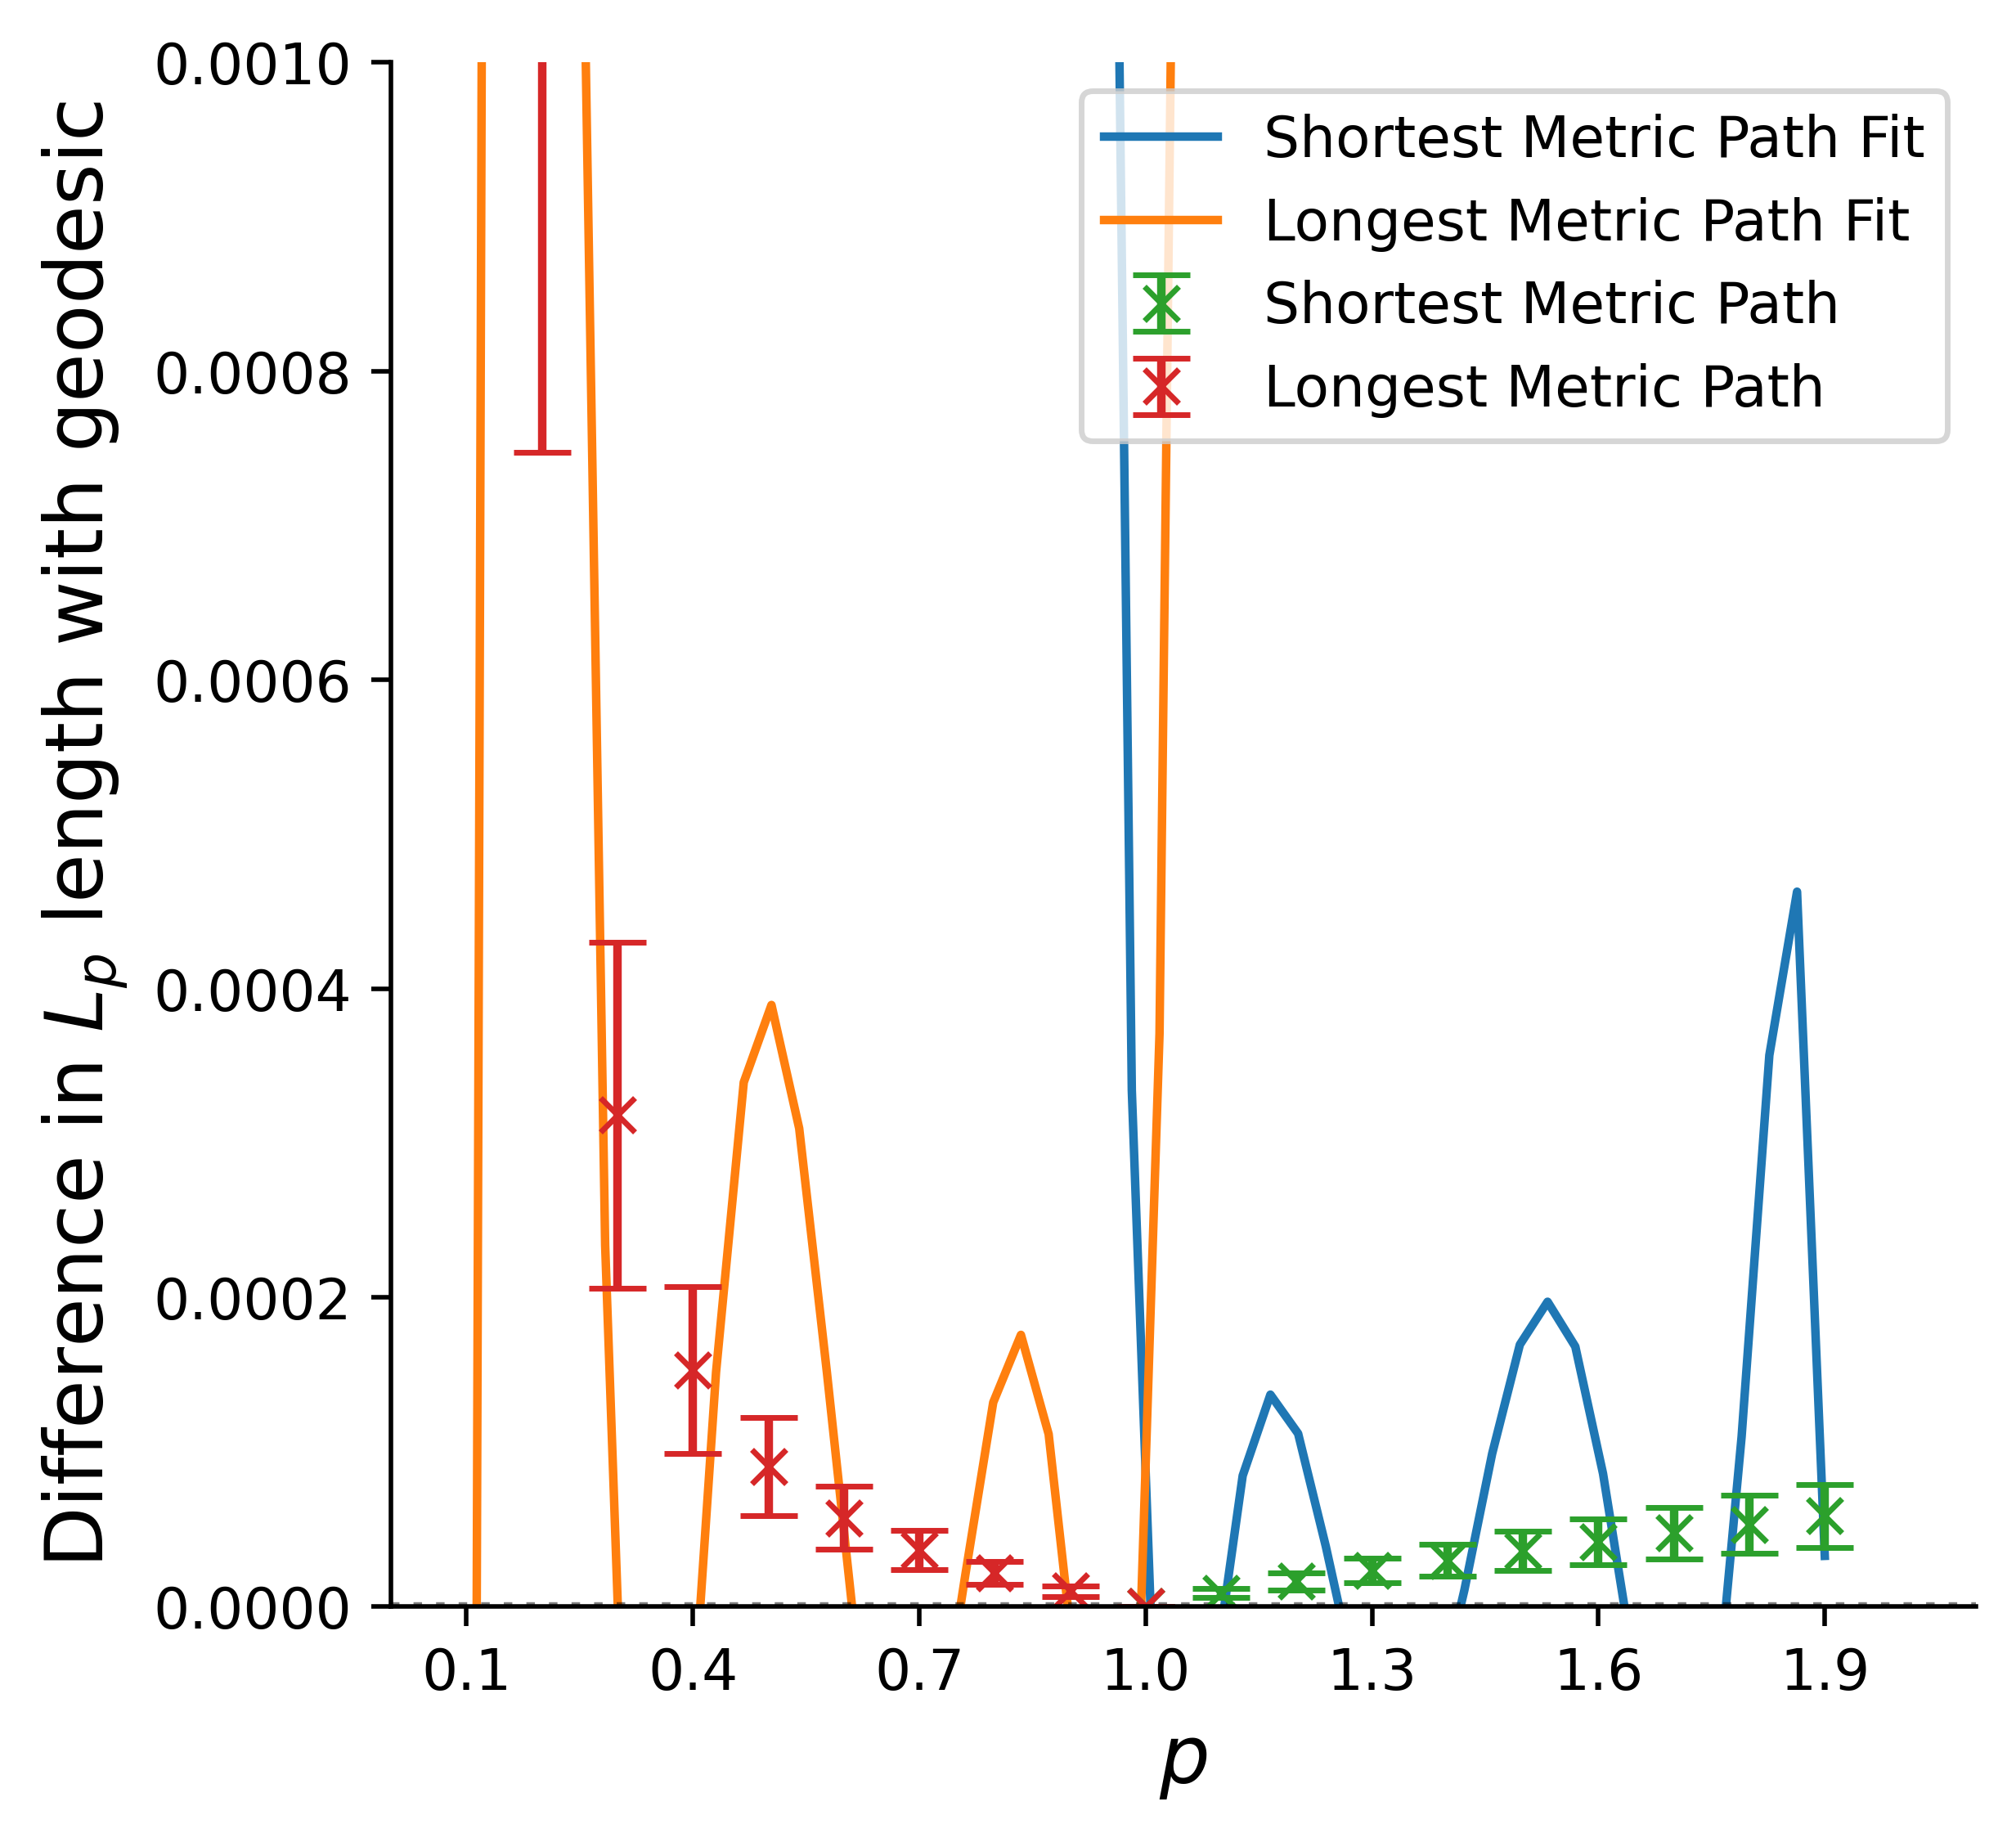 Difference in Lp length with geodesic
0.0010
0.0008
0.0006
0.0004
0.0002
0.0000
Shortest Metric Path Fit
Longest Metric Path Fit
Shortest Metric Path
Longest Metric Path
0.1 0.4 0.7 1.0 1.3 1.6 1.9
p